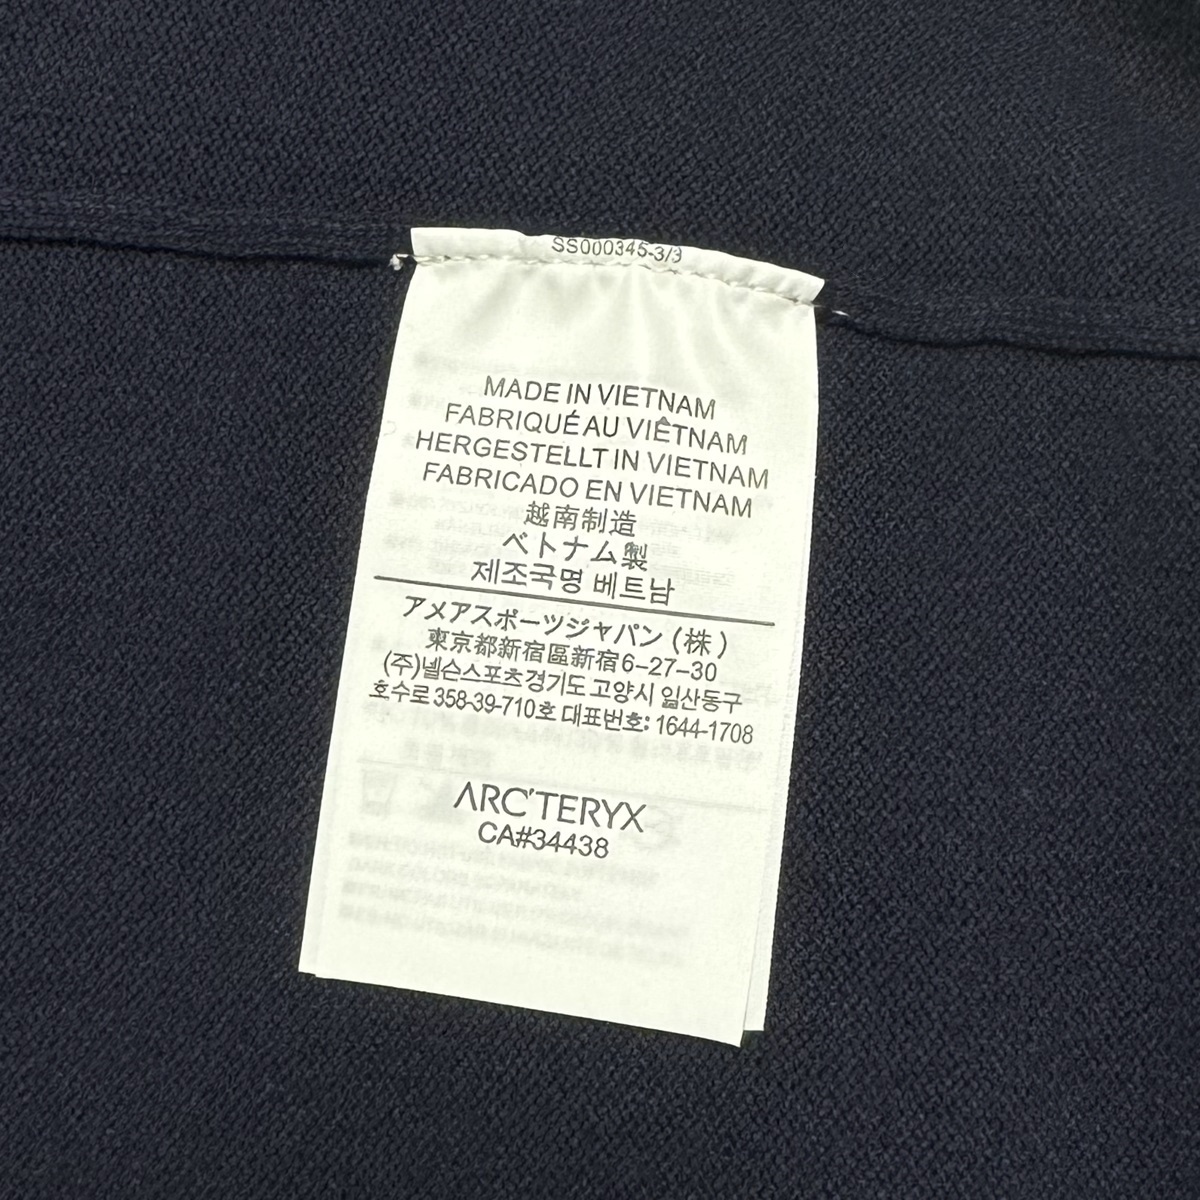 SS000345-3/3
MADE IN VIETNAM
FABRIQUÉ AU VIÊTNAM
HERGESTELLT IN VIETNAM
FABRICADO EN VIETNAM
越南制造
ベトナム製
제조국명 베트남
アメアスポーツジャパン (株)
東京都新宿區新宿6-27-30
(주)넬슨스포츠 경기도 고양시 일산동구
호수로 358-39-710호 대표번호: 1644-1708
ARC'TERYX
CA#34438